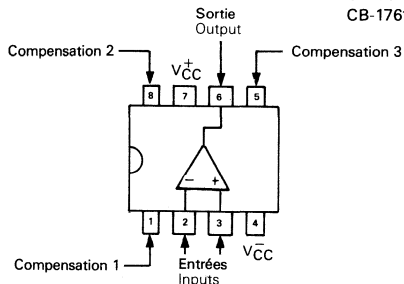 Sortie
Output
CB-176
Compensation 2
V+CC
Compensation 3
8 7 6 5
− +
1 2 3 4
Compensation 1
Entrées
Inputs
V−CC